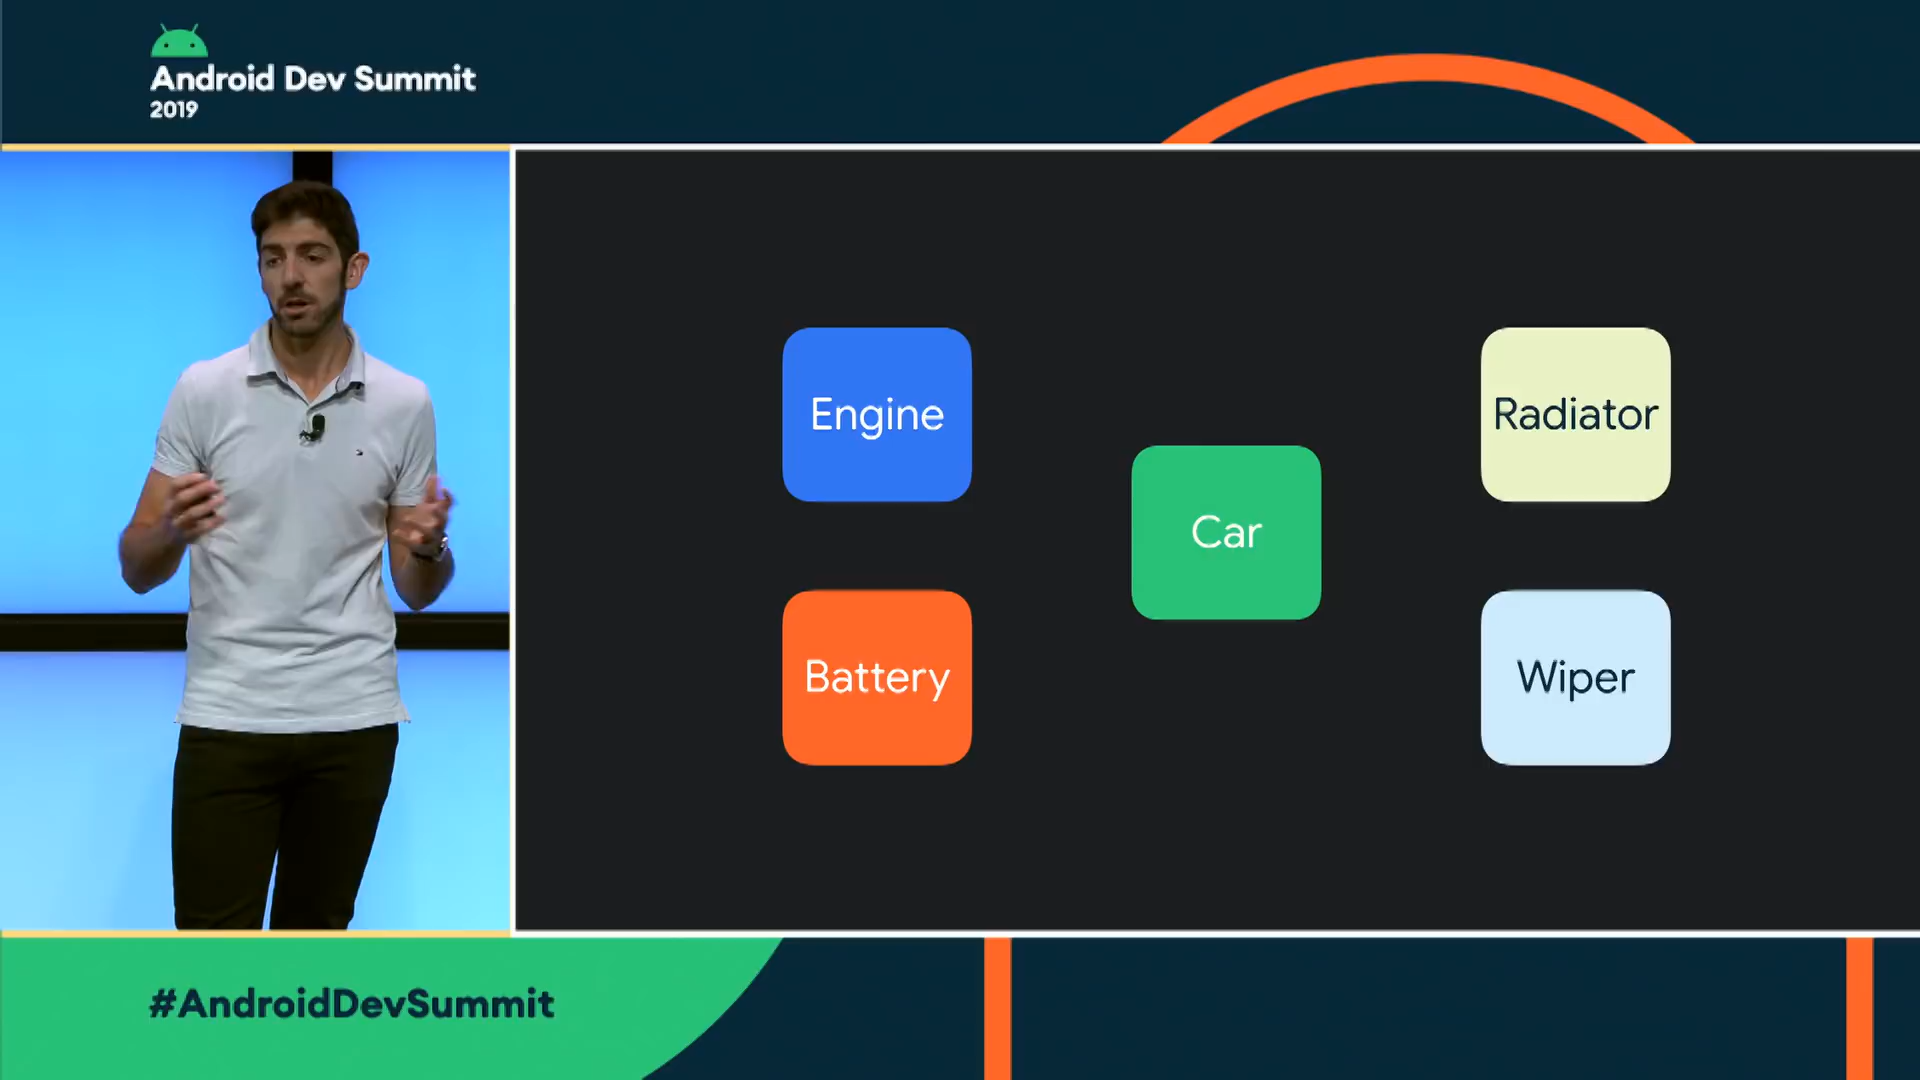 Android Dev Summit
2019
Engine
Radiator
Car
Battery
Wiper
#AndroidDevSummit